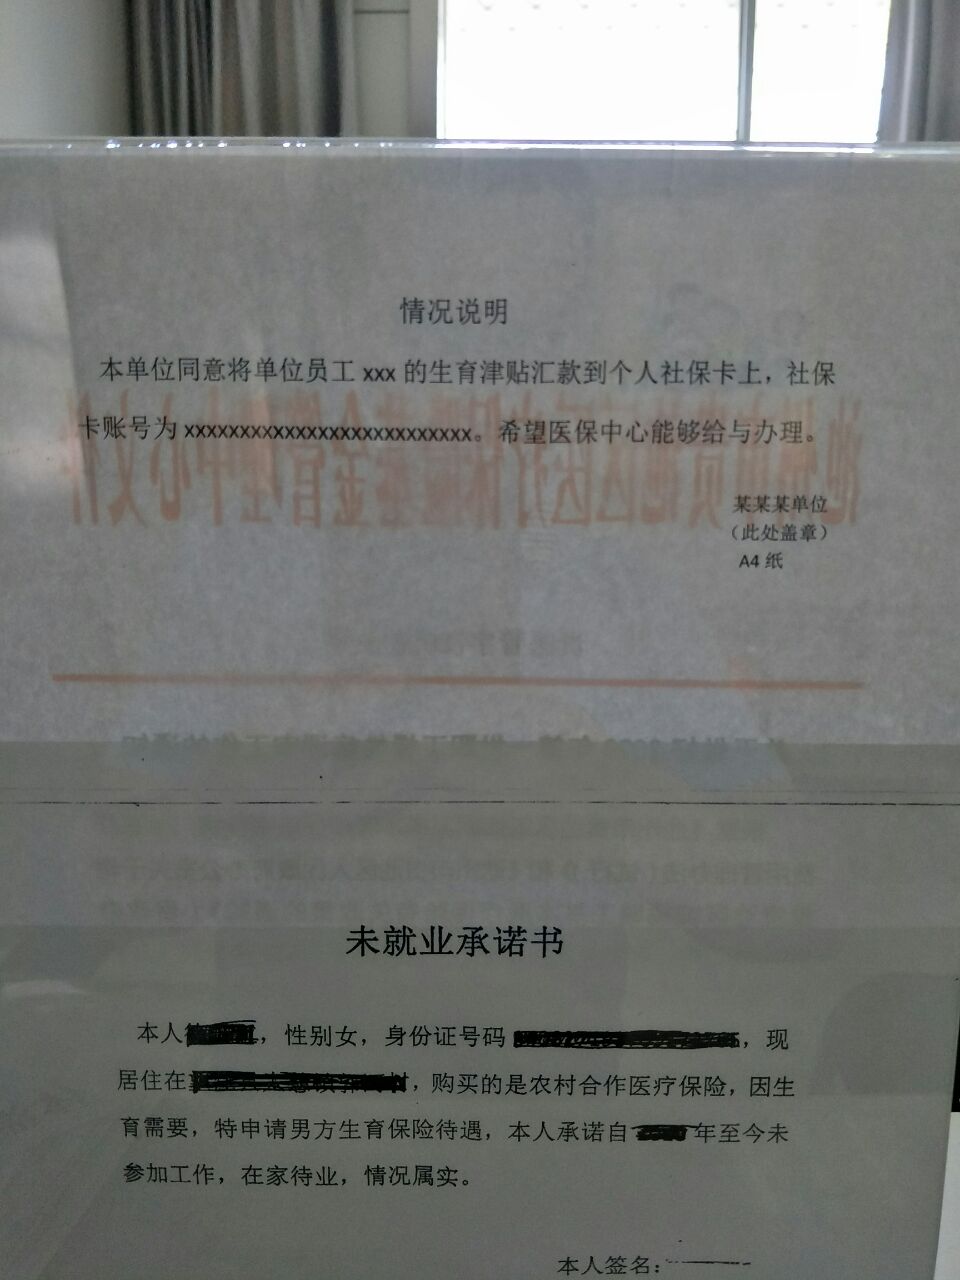 情况说明
本单位同意将单位员工 xxx 的生育津贴汇款到个人社保卡上，社保
卡账号为 xxxxxxxxxxxxxxxxxxxxxxxxxx。希望医保中心能够给与办理。
某某某单位
（此处盖章）
A4 纸
未就业承诺书
本人，性别女，身份证号码，现
居住在，购买的是农村合作医疗保险，因生
育需要，特申请男方生育保险待遇，本人承诺自年至今未
参加工作，在家待业，情况属实。
本人签名：